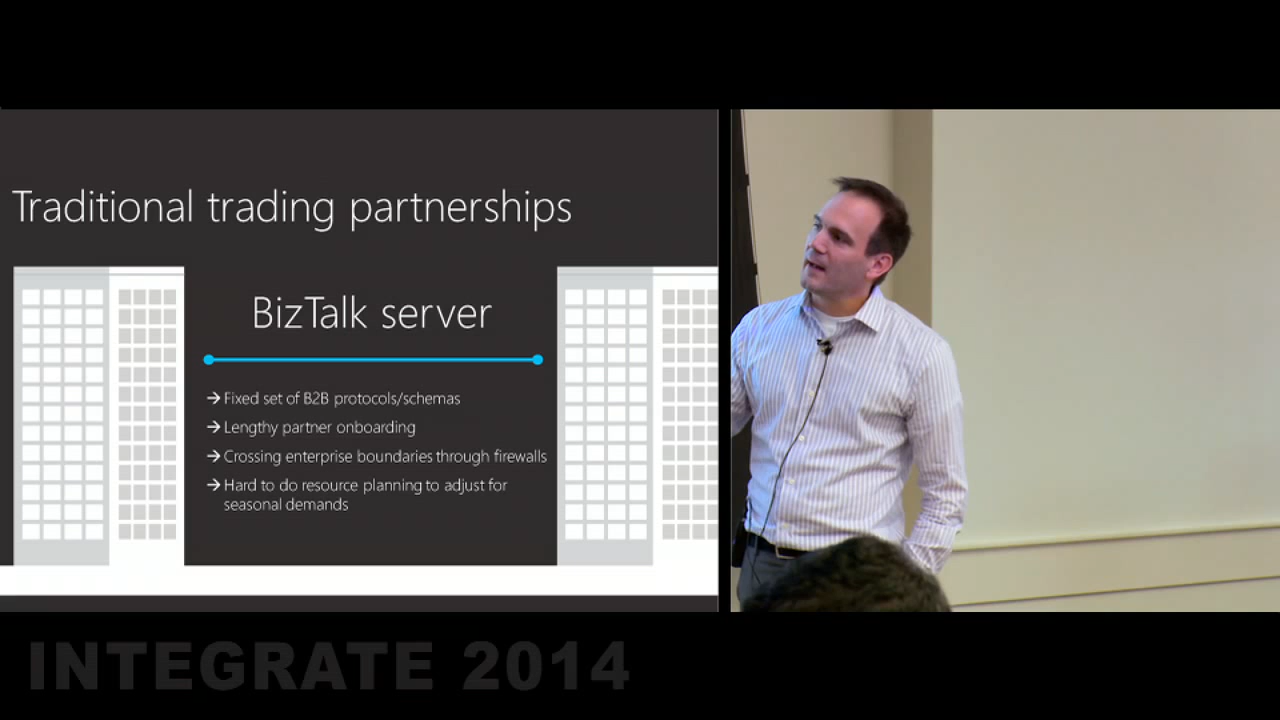 Traditional trading partnerships
BizTalk server
→ Fixed set of B2B protocols/schemas
→ Lengthy partner onboarding
→ Crossing enterprise boundaries through firewalls
→ Hard to do resource planning to adjust for
seasonal demands
INTEGRATE 2014